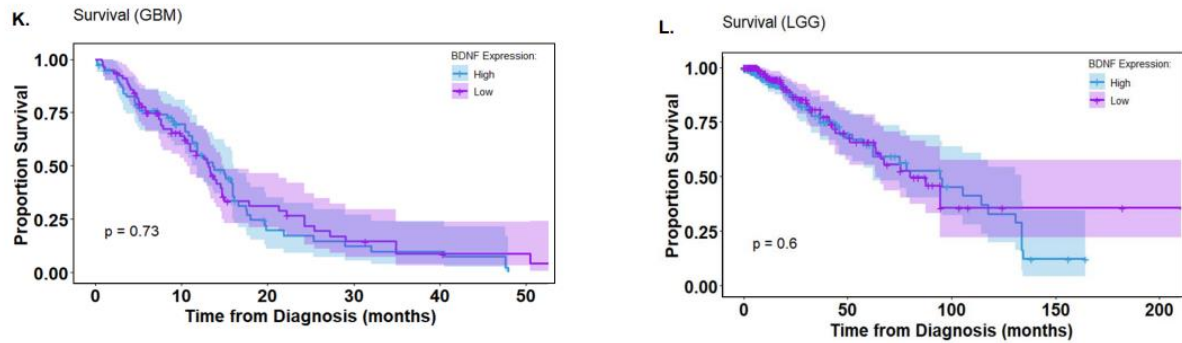 K.
Survival (GBM)
BDNF Expression:
High
Low
1.00
0.75
0.50
0.25
0.00
Proportion Survival
p = 0.73
0 10 20 30 40 50
Time from Diagnosis (months)
L.
Survival (LGG)
BDNF Expression:
High
Low
1.00
0.75
0.50
0.25
0.00
Proportion Survival
p = 0.6
0 50 100 150 200
Time from Diagnosis (months)